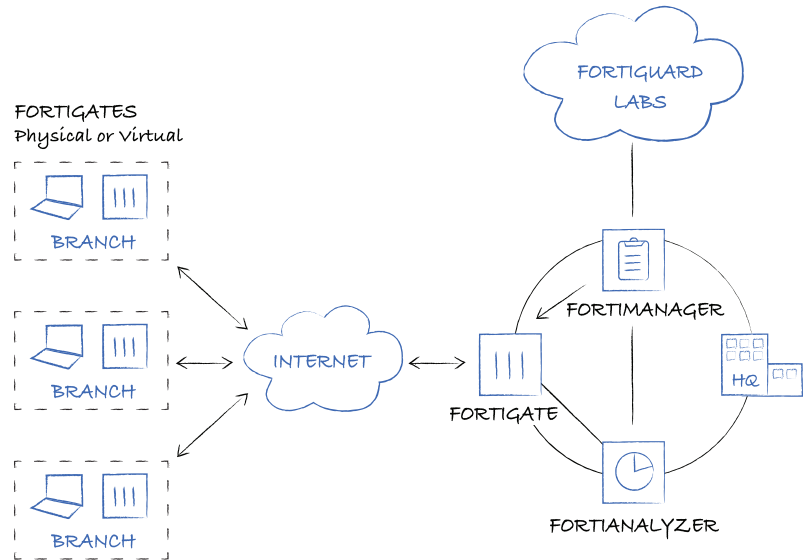 FORTIGUARD
LABS
FORTIGATES
Physical or Virtual
BRANCH
FORTIMANAGER
BRANCH
INTERNET
HQ
FORTIGATE
BRANCH
FORTIANALYZER